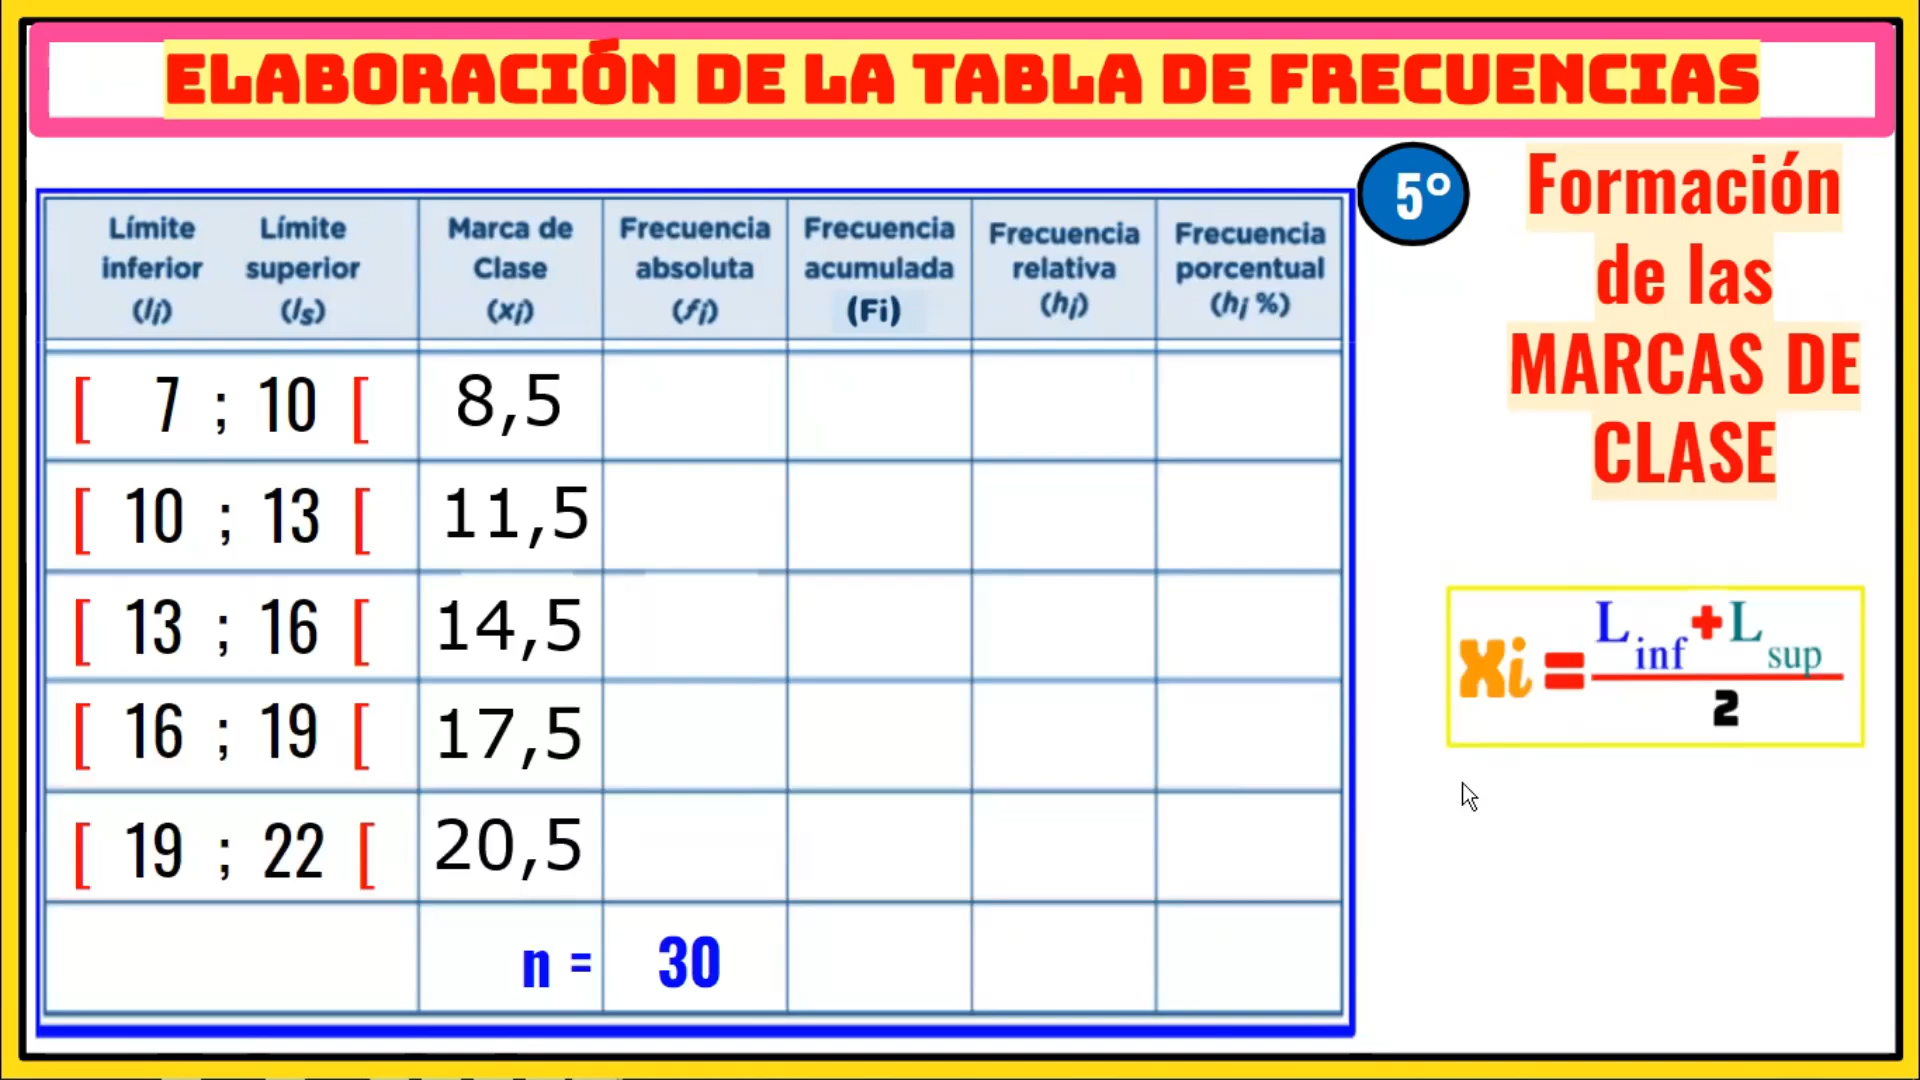 ELABORACIÓN DE LA TABLA DE FRECUENCIAS
5º
Formación
de las
MARCAS DE
CLASE
Límite inferior (li) Límite superior (ls) Marca de Clase (xi) Frecuencia absoluta (fi) Frecuencia acumulada (Fi) Frecuencia relativa (hi) Frecuencia porcentual (hi %)
[ 7 ; 10 [ 8,5
[ 10 ; 13 [ 11,5
[ 13 ; 16 [ 14,5
[ 16 ; 19 [ 17,5
[ 19 ; 22 [ 20,5
n = 30
Xi = L inf + L sup
2